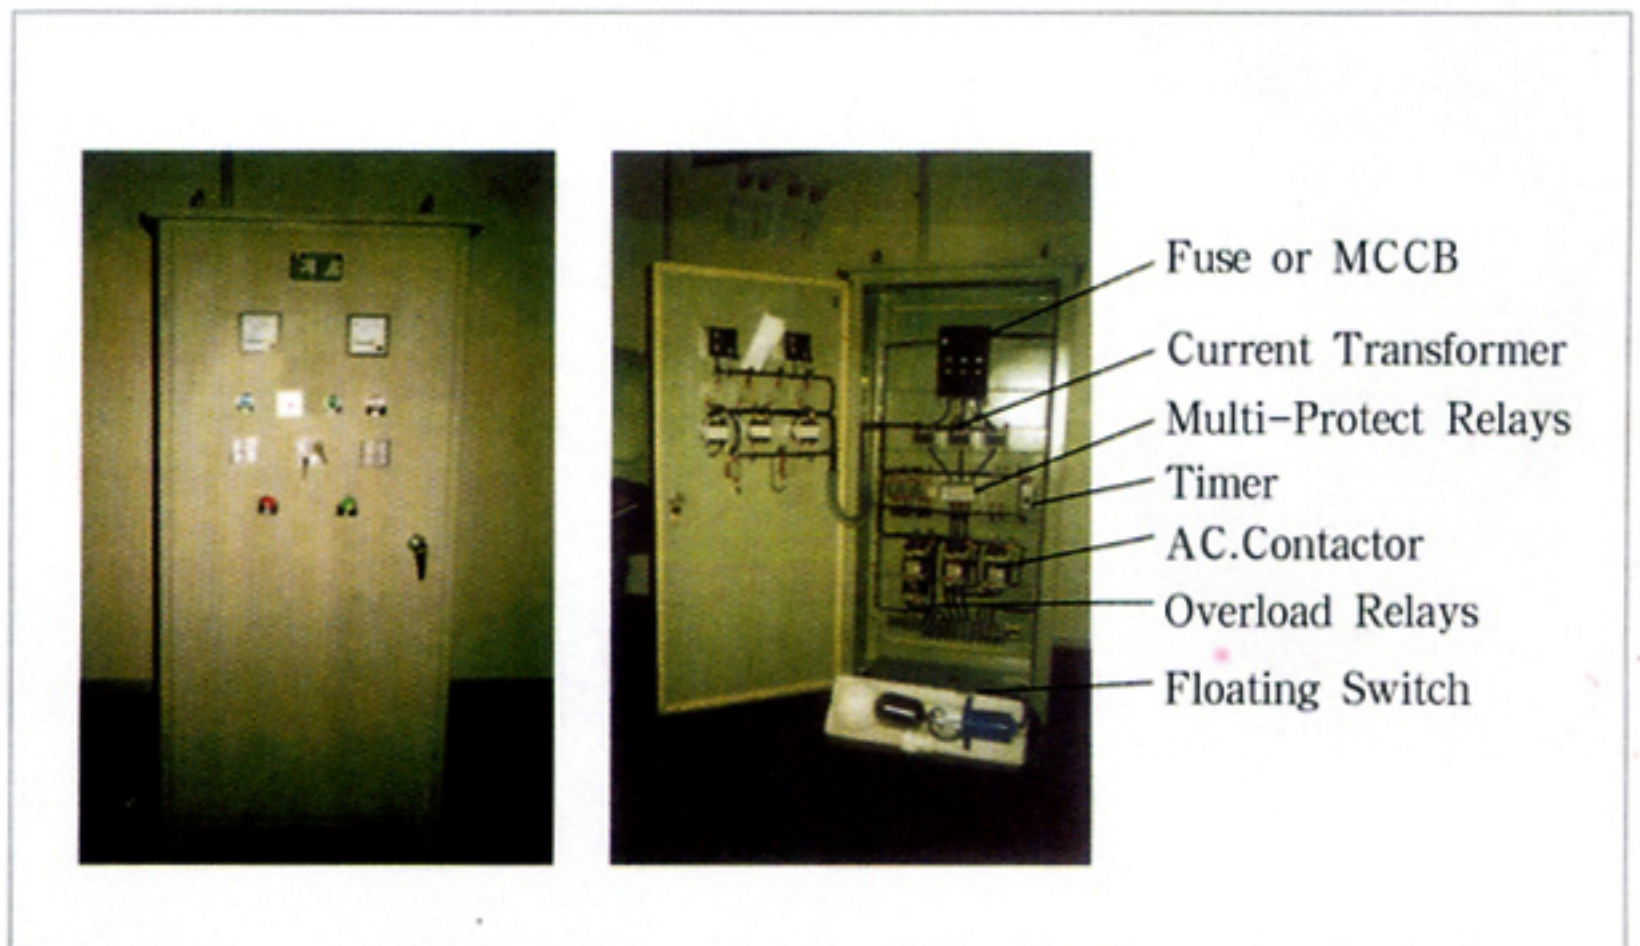 Fuse or MCCB
Current Transformer
Multi-Protect Relays
Timer
AC.Contactor
Overload Relays
Floating Switch